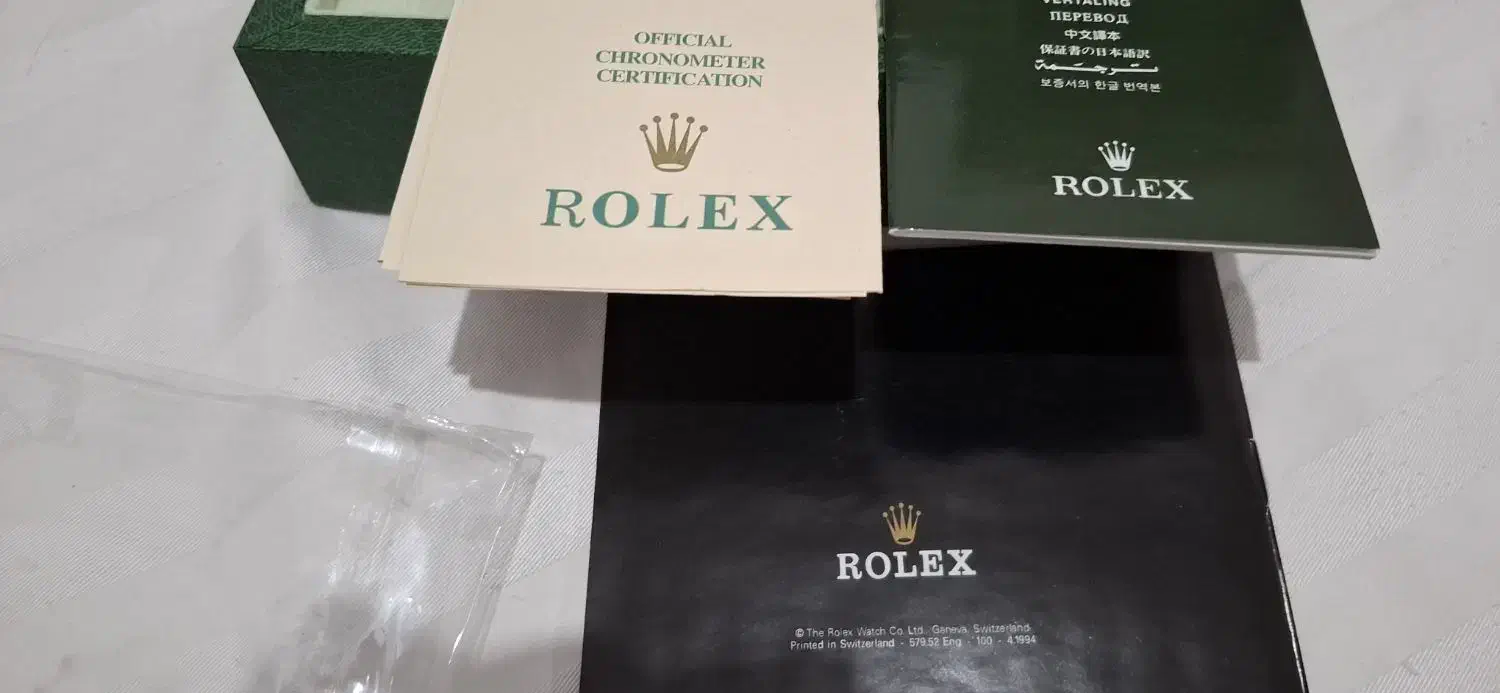 OFFICIAL
CHRONOMETER
CERTIFICATION
ROLEX
VERTALING
ПЕРЕВОД
中文譯本
保証書の日本語訳
ترجمة
보증서의 한글 번역본
ROLEX
ROLEX
© The Rolex Watch Co. Ltd., Geneva, Switzerland.
Printed in Switzerland - 579.52 Eng - 100 - 4.1994